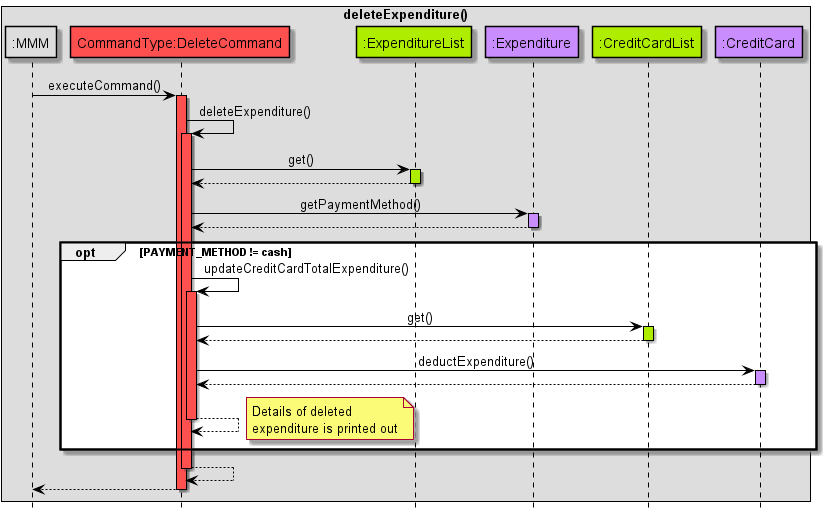 deleteExpenditure()
:MMM
CommandType:DeleteCommand
:ExpenditureList
:Expenditure
:CreditCardList
:CreditCard
executeCommand()
deleteExpenditure()
get()
getPaymentMethod()
opt
[PAYMENT_METHOD != cash]
updateCreditCardTotalExpenditure()
get()
deductExpenditure()
Details of deleted
expenditure is printed out